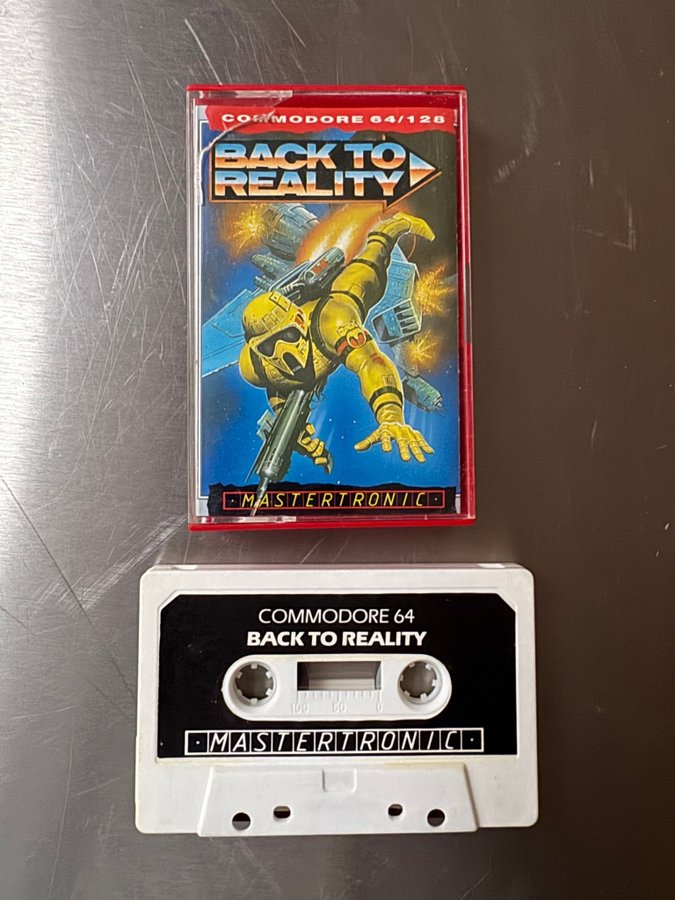 COMMODORE 64/128
BACK TO
REALITY
·MASTERTRONIC·
COMMODORE 64
BACK TO REALITY
100 50 0
·MASTERTRONIC·